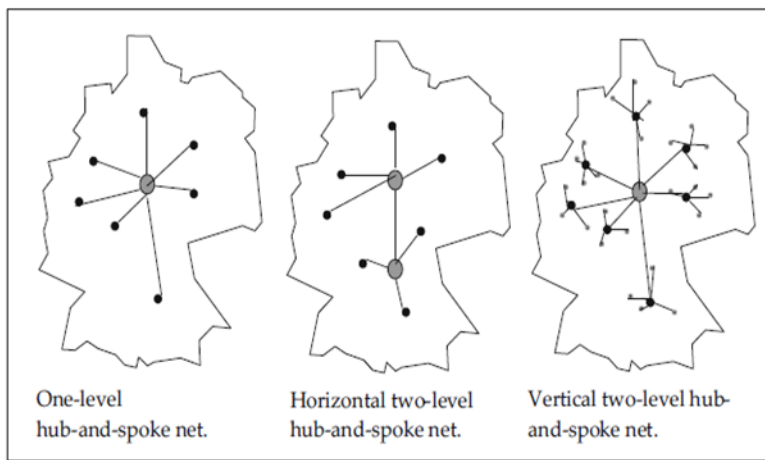 One-level
hub-and-spoke net.
Horizontal two-level
hub-and-spoke net.
Vertical two-level hub-
and-spoke net.